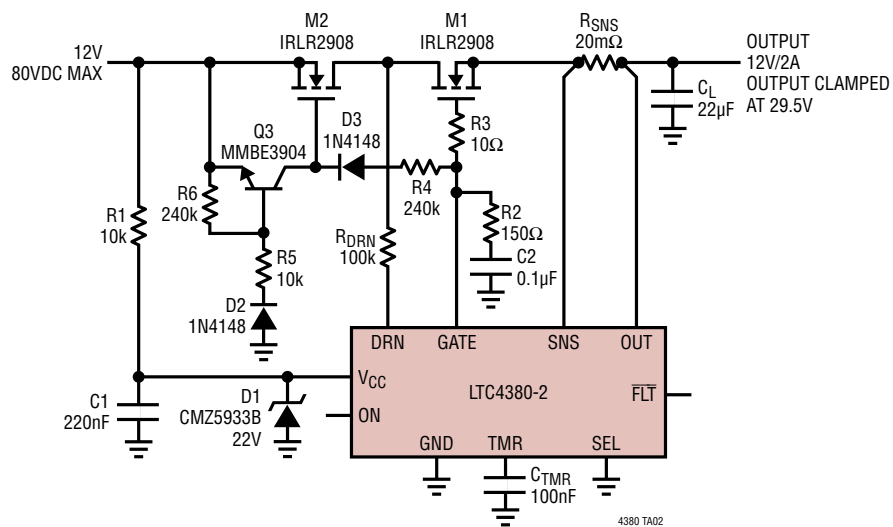 M2
IRLR2908
M1
IRLR2908
RSNS
20mΩ
12V
80VDC MAX
OUTPUT
12V/2A
OUTPUT CLAMPED
AT 29.5V
CL
22µF
Q3
MMBE3904
D3
1N4148
R3
10Ω
R4
240k
R6
240k
R1
10k
RDRN
100k
R2
150Ω
C2
0.1µF
R5
10k
D2
1N4148
DRN
GATE
SNS
OUT
VCC
LTC4380-2
FLT
ON
C1
220nF
D1
CMZ5933B
22V
GND
TMR
SEL
CTMR
100nF
4380 TA02